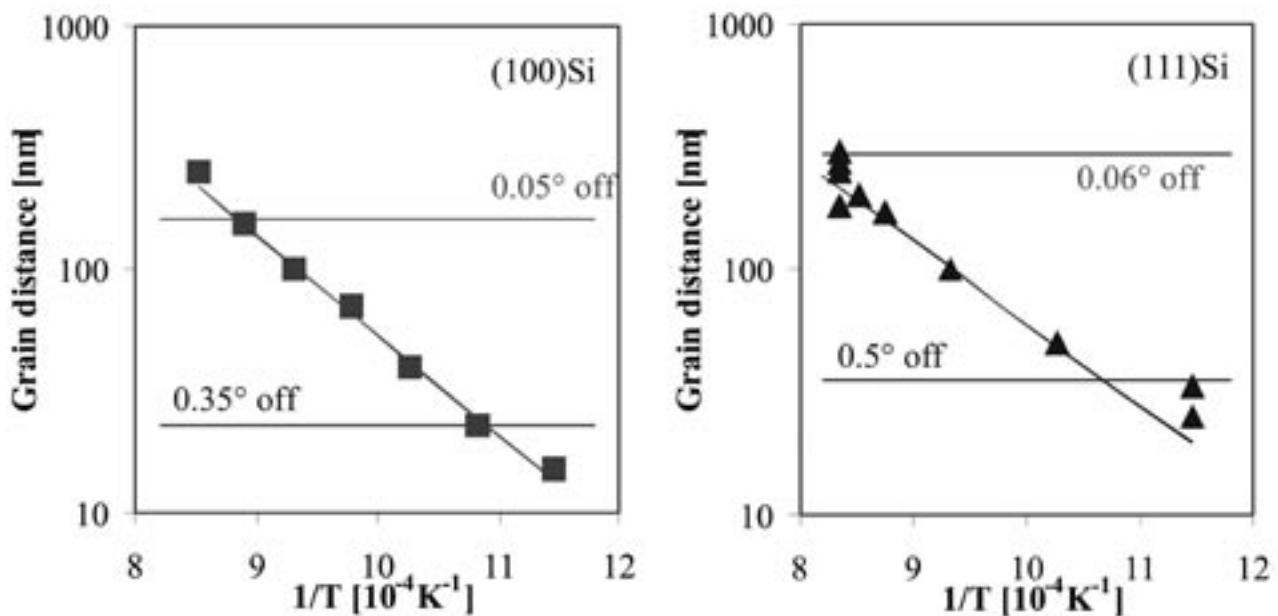 1000
100
10
Grain distance [nm]
(100)Si
0.05° off
0.35° off
8 9 10 11 12
1/T [10⁻⁴K⁻¹]
1000
100
10
Grain distance [nm]
(111)Si
0.06° off
0.5° off
8 9 10 11 12
1/T [10⁻⁴K⁻¹]